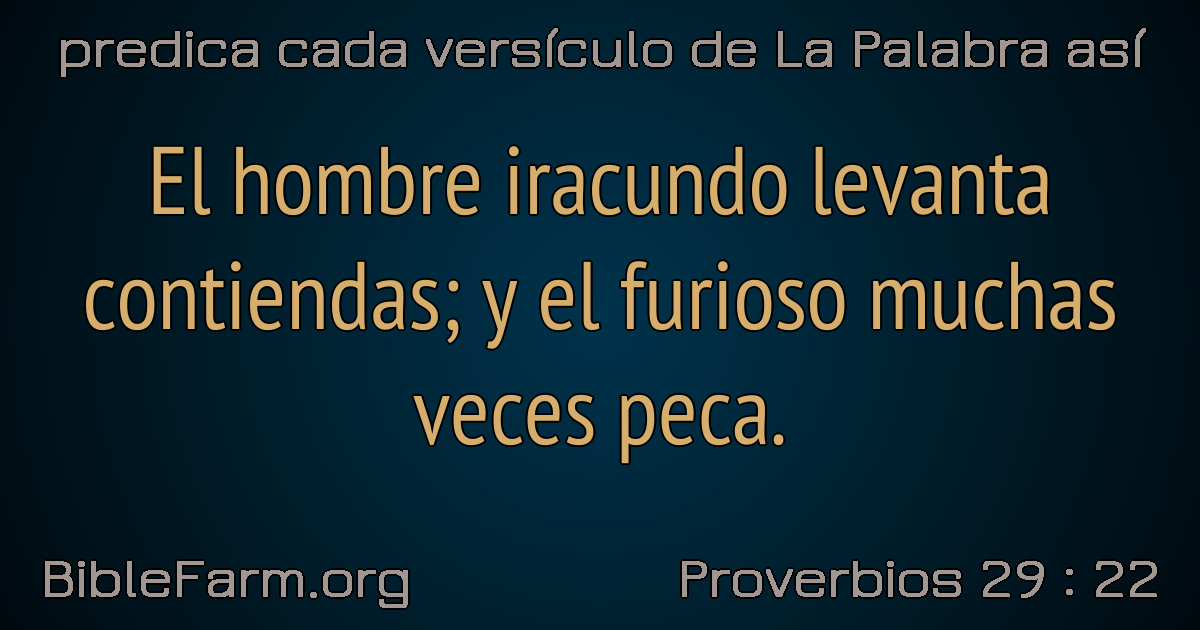 predica cada versículo de La Palabra así
El hombre iracundo levanta
contiendas; y el furioso muchas
veces peca.
BibleFarm.org
Proverbios 29 : 22